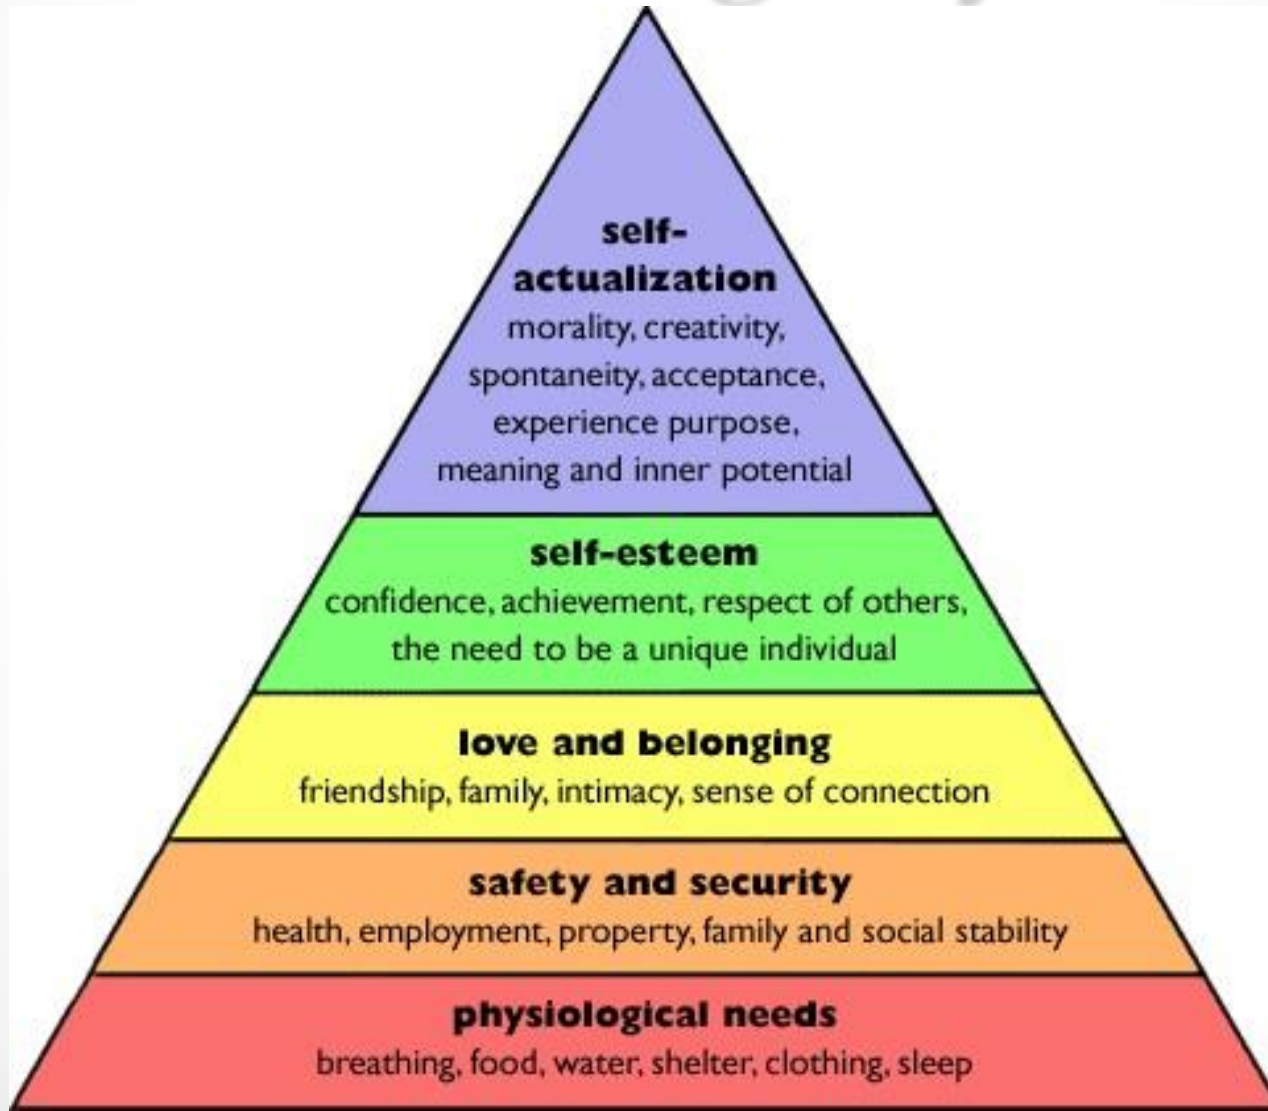 self-
actualization
morality, creativity,
spontaneity, acceptance,
experience purpose,
meaning and inner potential
self-esteem
confidence, achievement, respect of others,
the need to be a unique individual
love and belonging
friendship, family, intimacy, sense of connection
safety and security
health, employment, property, family and social stability
physiological needs
breathing, food, water, shelter, clothing, sleep